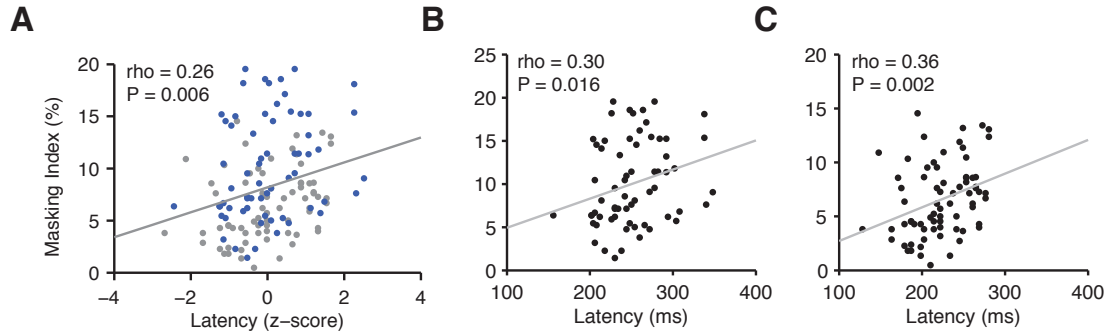 A
B
C
rho = 0.26
P = 0.006
Masking Index (%)
20
15
10
5
0
−4
−2
0
2
4
Latency (z−score)
rho = 0.30
P = 0.016
25
20
15
10
5
0
100
200
300
400
Latency (ms)
rho = 0.36
P = 0.002
20
15
10
5
0
100
200
300
400
Latency (ms)